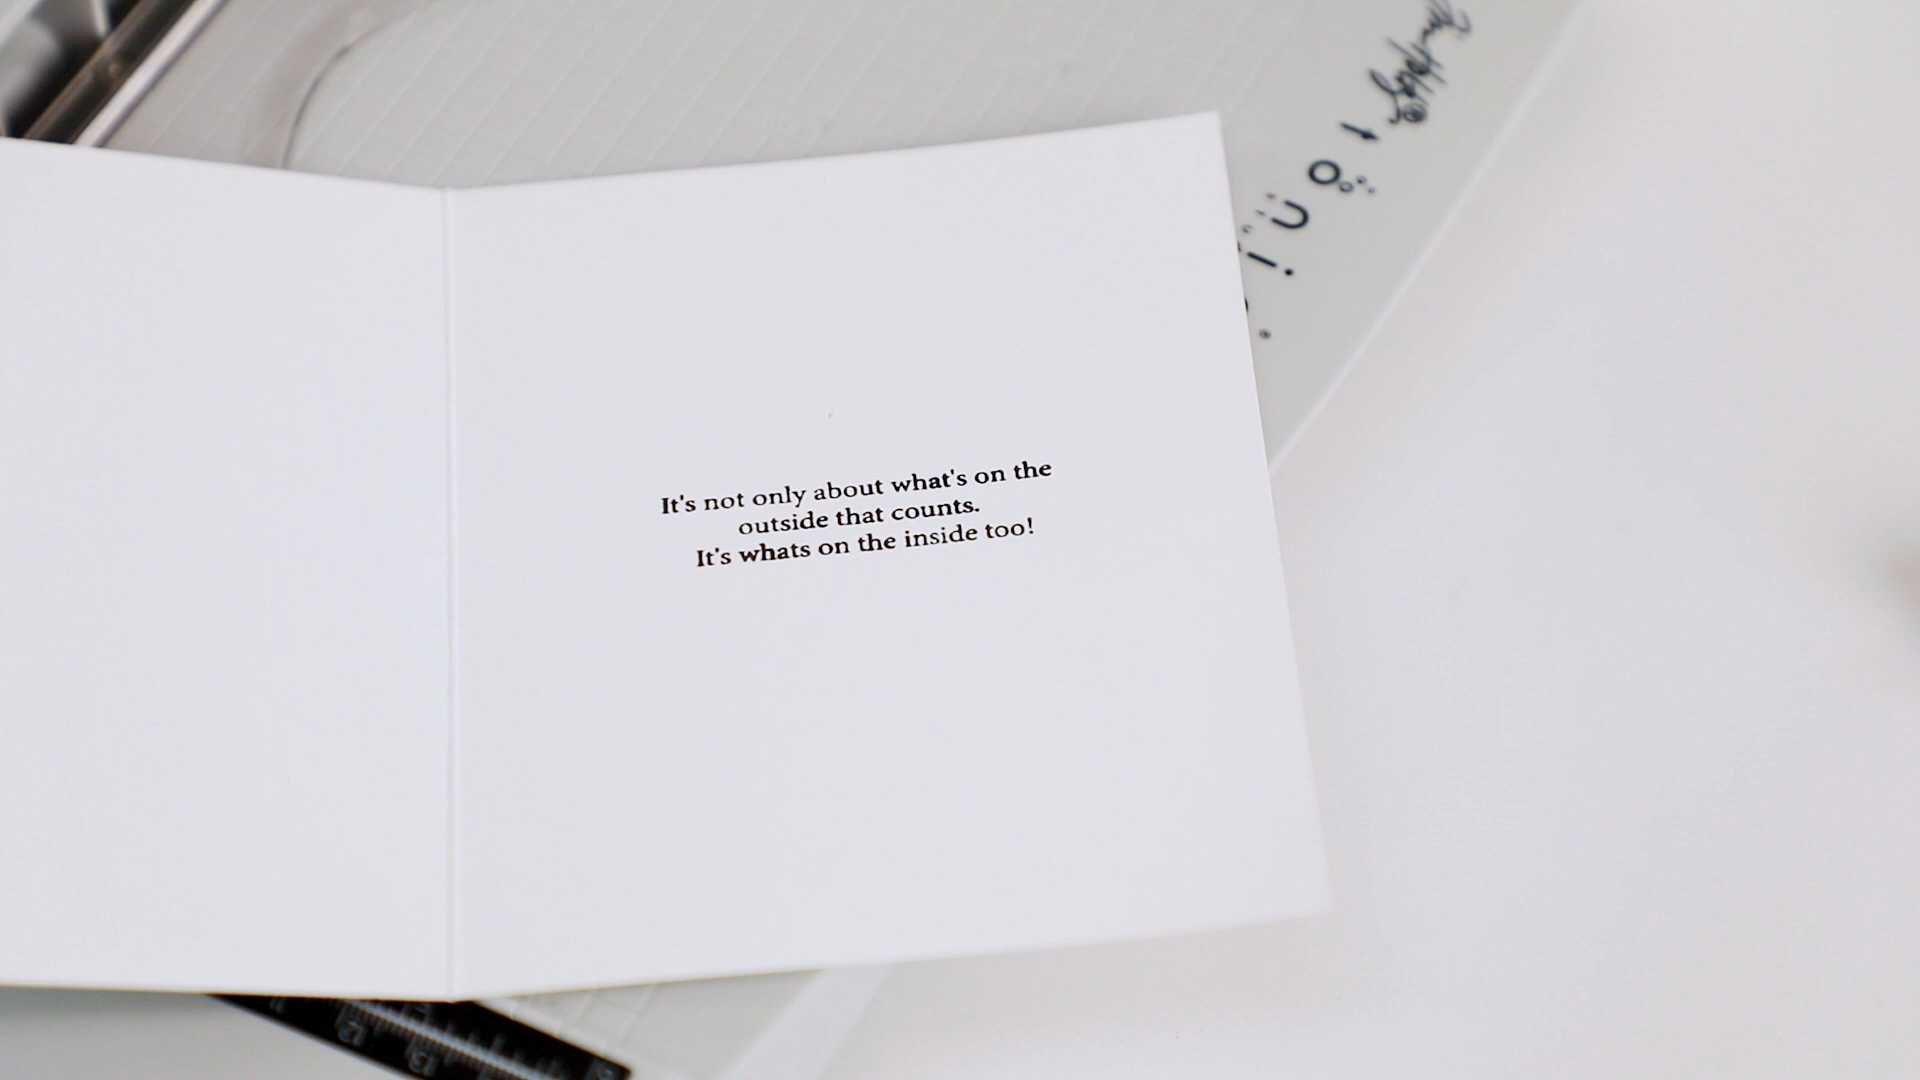 It's not only about what's on the
outside that counts.
It's whats on the inside too!